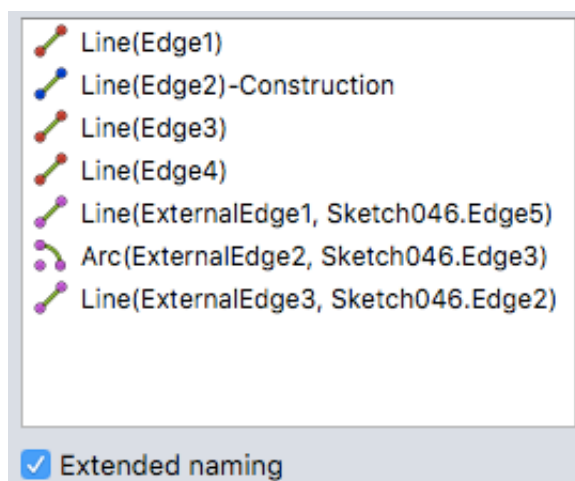 Line(Edge1)
Line(Edge2)-Construction
Line(Edge3)
Line(Edge4)
Line(ExternalEdge1, Sketch046.Edge5)
Arc(ExternalEdge2, Sketch046.Edge3)
Line(ExternalEdge3, Sketch046.Edge2)
Extended naming